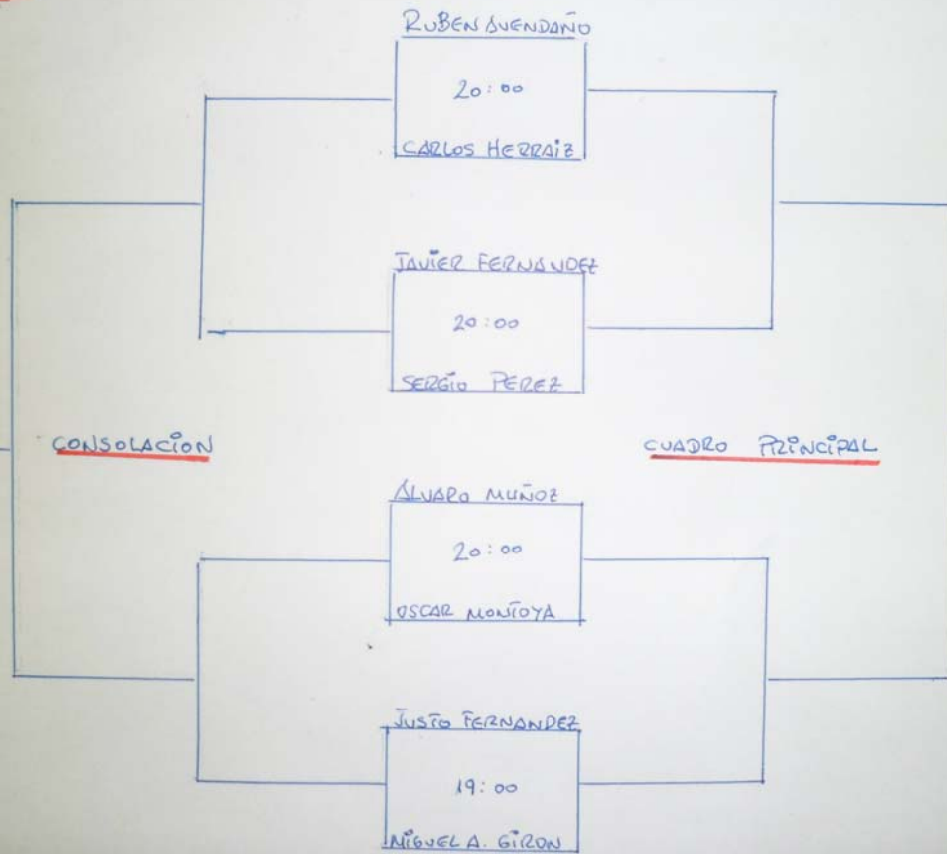 RUBEN AVENDAÑO
20:00
CARLOS HERRAIZ
JAVIER FERNANDEZ
20:00
SERGIO PEREZ
CONSOLACION
CUADRO PRINCIPAL
ALVARO MUÑOZ
20:00
OSCAR MONTOYA
JUSTO FERNANDEZ
19:00
MIGUEL A. GIRON